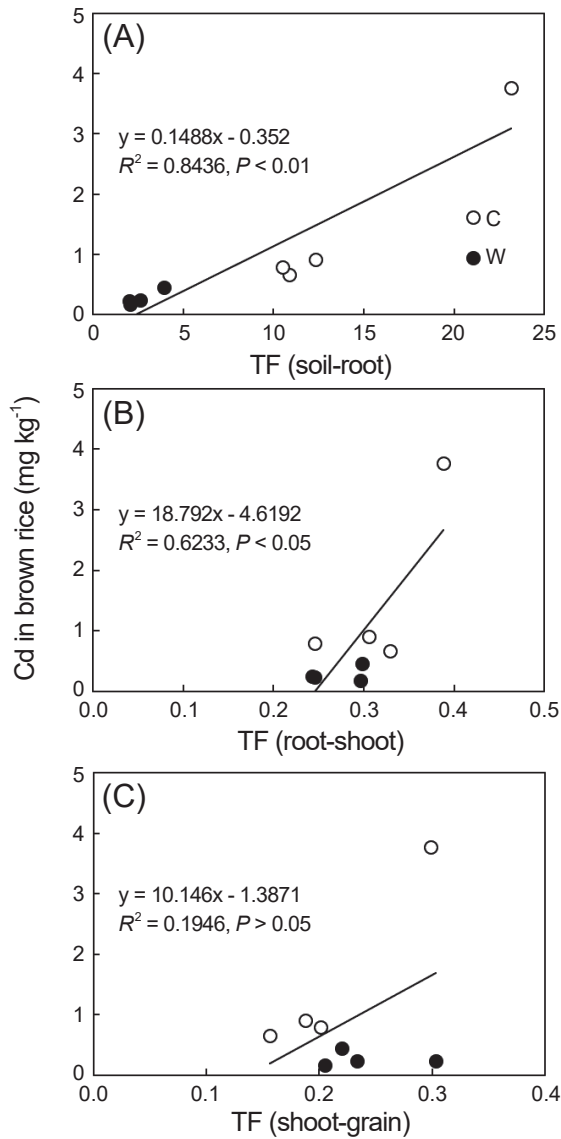 Cd in brown rice (mg kg⁻¹)
(A)
5
4
3
2
1
0
y = 0.1488x - 0.352
R² = 0.8436, P < 0.01
C
W
0 5 10 15 20 25
TF (soil-root)
(B)
5
4
3
2
1
0
y = 18.792x - 4.6192
R² = 0.6233, P < 0.05
0.0 0.1 0.2 0.3 0.4 0.5
TF (root-shoot)
(C)
5
4
3
2
1
0
y = 10.146x - 1.3871
R² = 0.1946, P > 0.05
0.0 0.1 0.2 0.3 0.4
TF (shoot-grain)